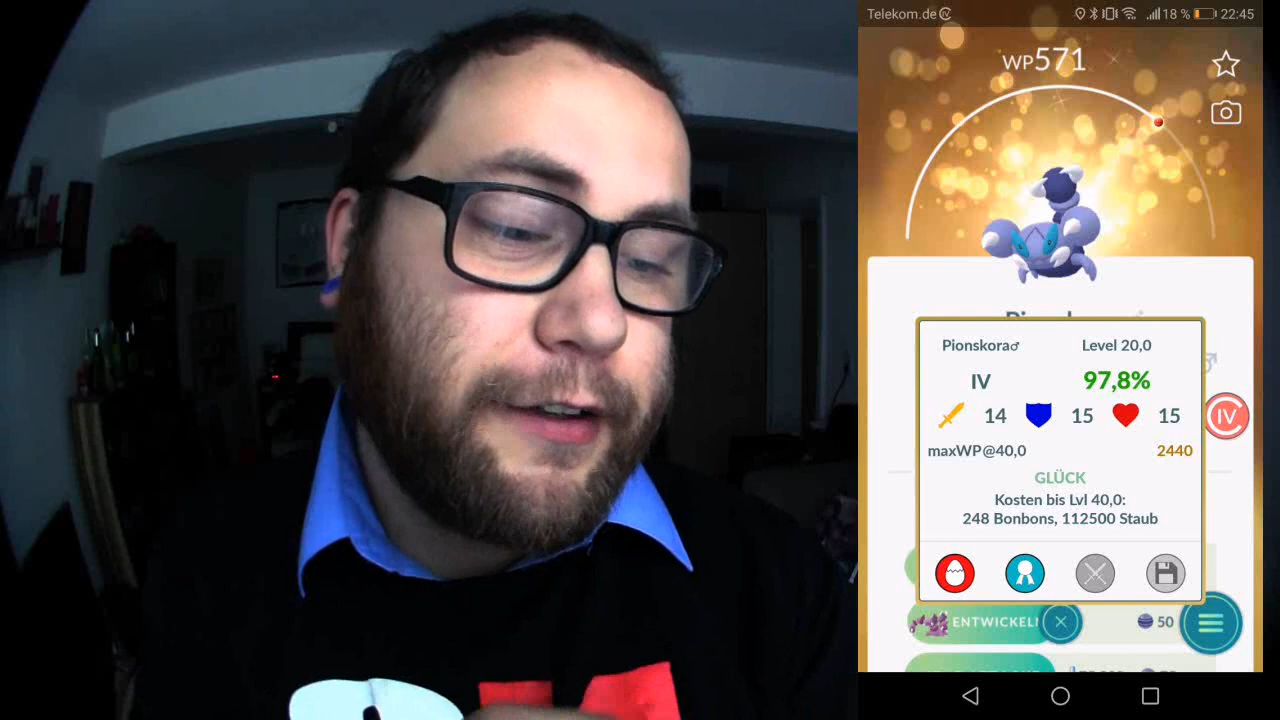 Telekom.de
18 % 22:45
WP571
Pionskora♂ Level 20,0
IV 97,8%
14 15 15
IV
maxWP@40,0 2440
GLÜCK
Kosten bis Lvl 40,0:
248 Bonbons, 112500 Staub
ENTWICKELN 50